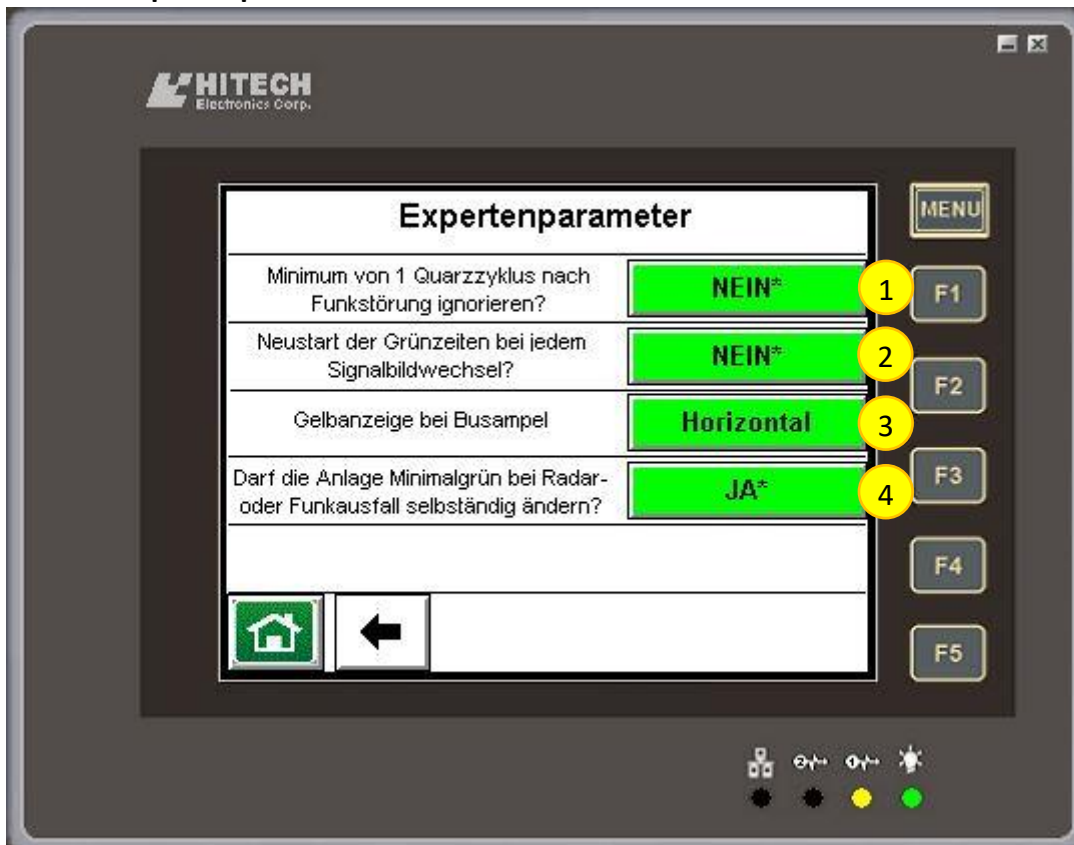 HITECH
Electronics Corp.
Expertenparameter
MENU
Minimum von 1 Quarzzyklus nach
Funkstörung ignorieren?
NEIN*
1
F1
Neustart der Grünzeiten bei jedem
Signalbildwechsel?
NEIN*
2
F2
Gelbanzeige bei Busampel
Horizontal
3
Darf die Anlage Minimalgrün bei Radar-
oder Funkausfall selbständig ändern?
JA*
4
F3
F4
F5